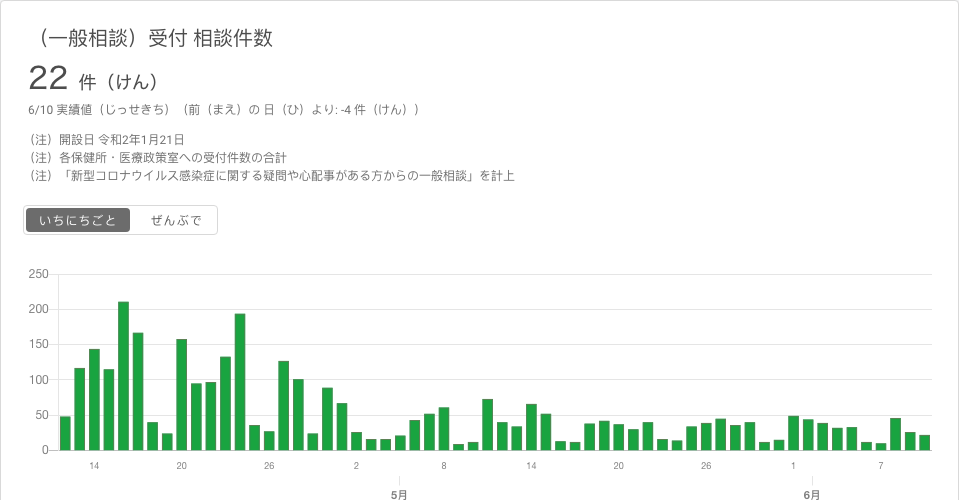 （一般相談）受付 相談件数
22 件（けん）
6/10 実績値（じっせきち）（前（まえ）の 日（ひ）より: -4 件（けん））
（注）開設日 令和2年1月21日
（注）各保健所・医療政策室への受付件数の合計
（注）「新型コロナウイルス感染症に関する疑問や心配事がある方からの一般相談」を計上
いちにちごと ぜんぶで
250
200
150
100
50
0
14 20 26 2 8 14 20 26 1 7
5月 6月